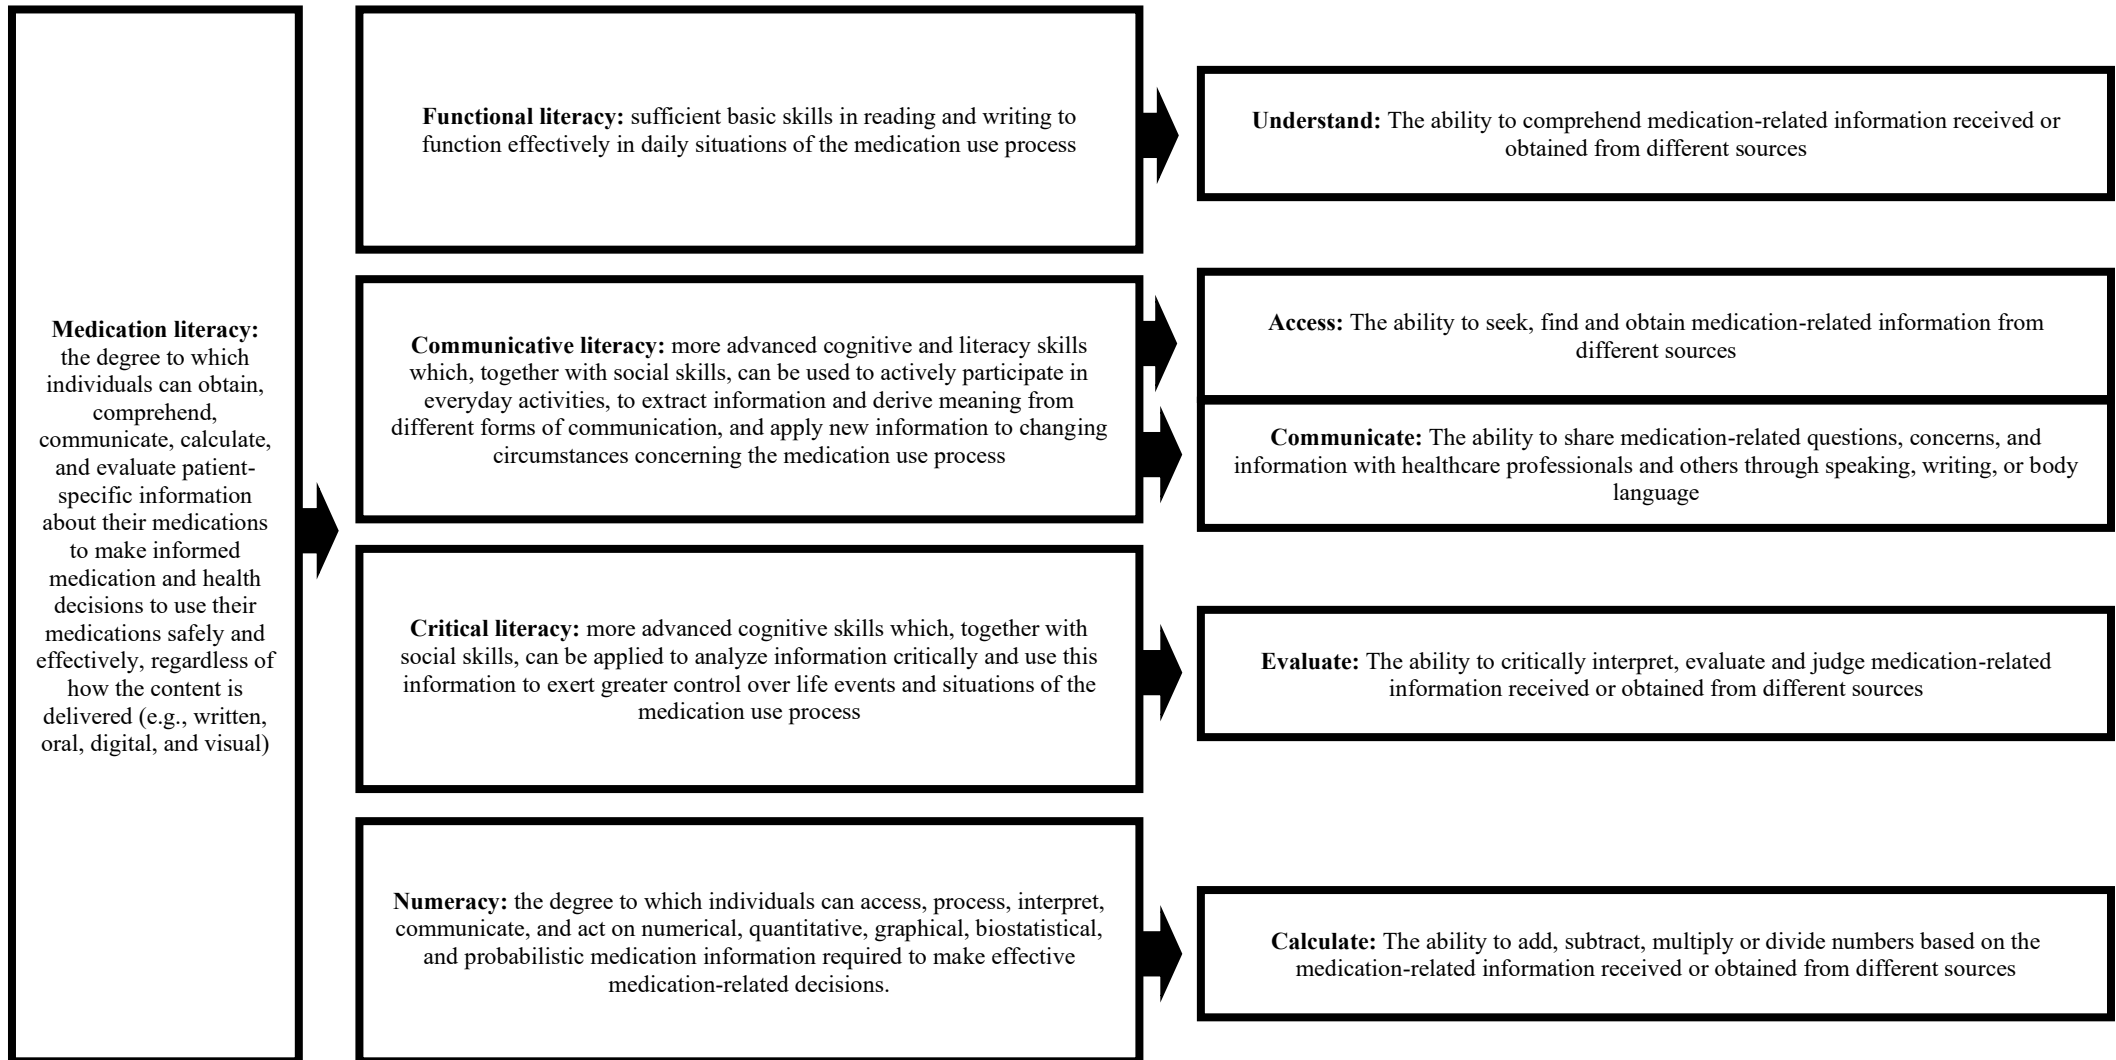 Medication literacy:
the degree to which
individuals can obtain,
comprehend,
communicate, calculate,
and evaluate patient-
specific information
about their medications
to make informed
medication and health
decisions to use their
medications safely and
effectively, regardless of
how the content is
delivered (e.g., written,
oral, digital, and visual)
Functional literacy: sufficient basic skills in reading and writing to
function effectively in daily situations of the medication use process
Understand: The ability to comprehend medication-related information received or
obtained from different sources
Communicative literacy: more advanced cognitive and literacy skills
which, together with social skills, can be used to actively participate in
everyday activities, to extract information and derive meaning from
different forms of communication, and apply new information to changing
circumstances concerning the medication use process
Access: The ability to seek, find and obtain medication-related information from
different sources
Communicate: The ability to share medication-related questions, concerns, and
information with healthcare professionals and others through speaking, writing, or body
language
Critical literacy: more advanced cognitive skills which, together with
social skills, can be applied to analyze information critically and use this
information to exert greater control over life events and situations of the
medication use process
Evaluate: The ability to critically interpret, evaluate and judge medication-related
information received or obtained from different sources
Numeracy: the degree to which individuals can access, process, interpret,
communicate, and act on numerical, quantitative, graphical, biostatistical,
and probabilistic medication information required to make effective
medication-related decisions.
Calculate: The ability to add, subtract, multiply or divide numbers based on the
medication-related information received or obtained from different sources